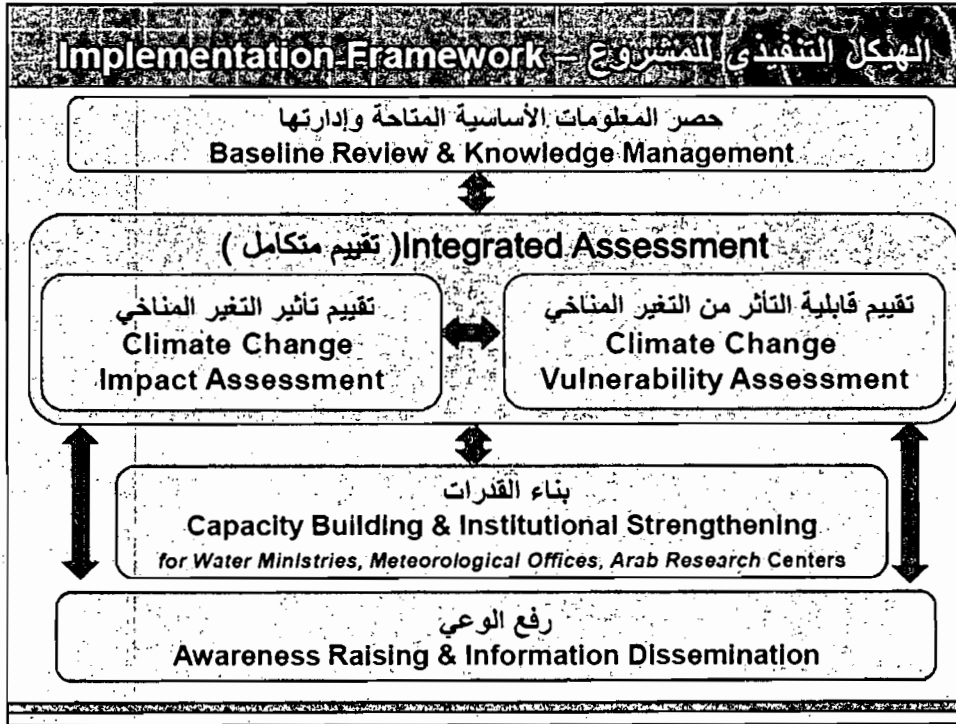 Implementation Framework – الهيكل التنفيذي للمشروع
حصر المعلومات الأساسية المتاحة وإدارتها
Baseline Review & Knowledge Management
Integrated Assessment( تقييم متكامل )
تقييم تأثير التغير المناخي
Climate Change
Impact Assessment
تقييم قابلية التأثر من التغير المناخي
Climate Change
Vulnerability Assessment
بناء القدرات
Capacity Building & Institutional Strengthening
for Water Ministries, Meteorological Offices, Arab Research Centers
رفع الوعي
Awareness Raising & Information Dissemination